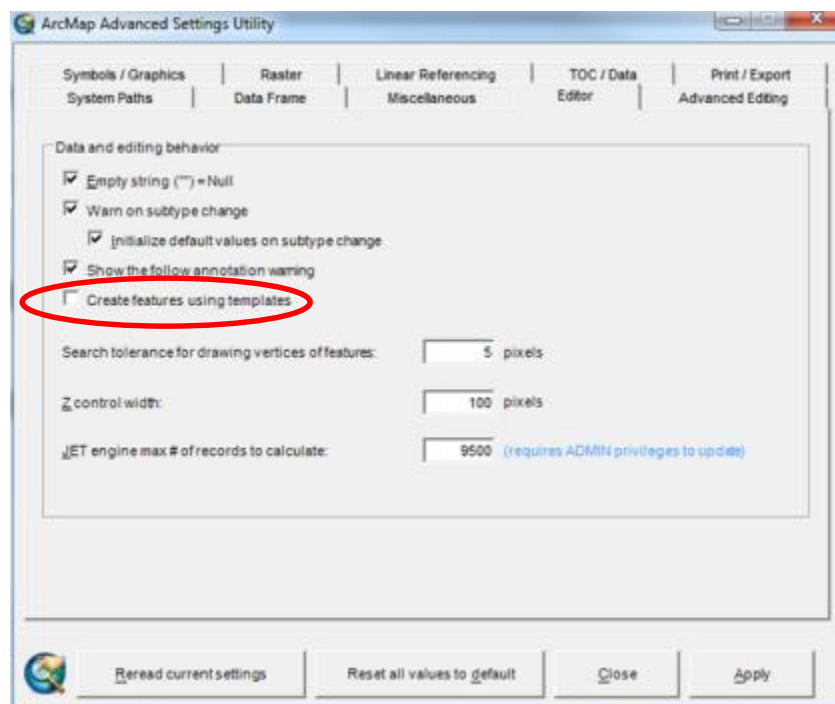 ArcMap Advanced Settings Utility
Symbols / Graphics Raster Linear Referencing TOC / Data Print / Export
System Paths Data Frame Miscellaneous Editor Advanced Editing
Data and editing behavior
Empty string ("") = Null
Warn on subtype change
Initialize default values on subtype change
Show the follow annotation warning
Create features using templates
Search tolerance for drawing vertices of features: 5 pixels
Z control width: 100 pixels
JET engine max # of records to calculate: 9500 (requires ADMIN privileges to update)
Reread current settings Reset all values to default Close Apply